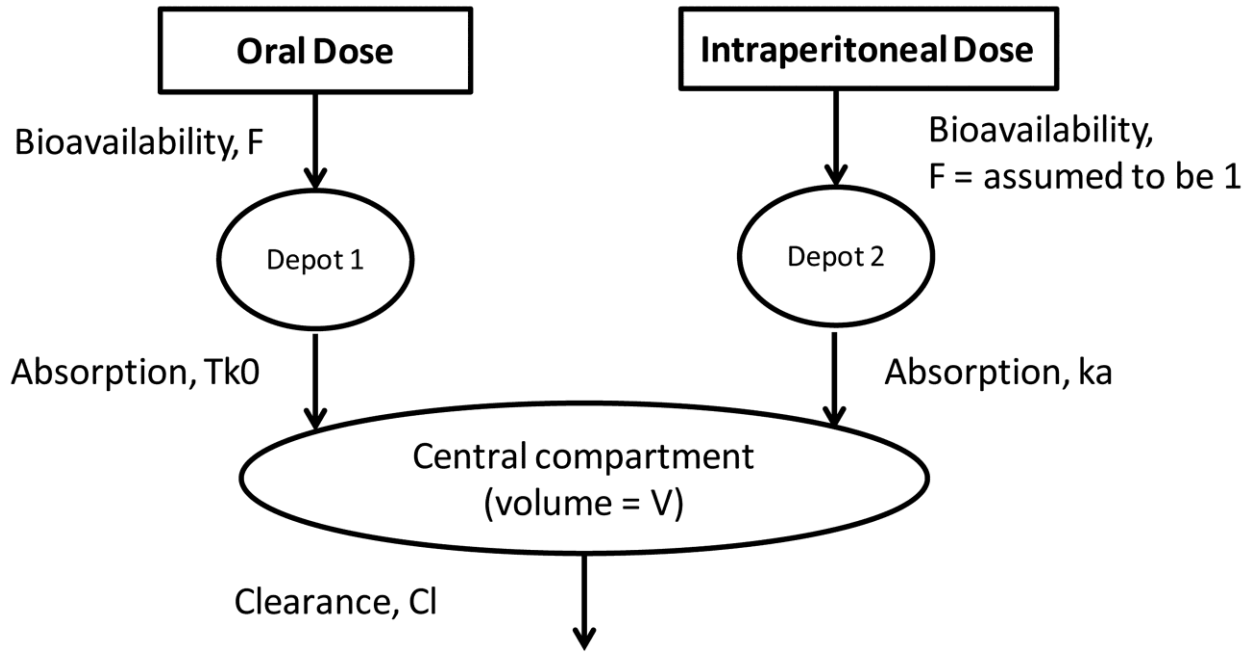 Oral Dose
Intraperitoneal Dose
Bioavailability, F
Bioavailability,
F = assumed to be 1
Depot 1
Depot 2
Absorption, Tk0
Absorption, ka
Central compartment
(volume = V)
Clearance, Cl